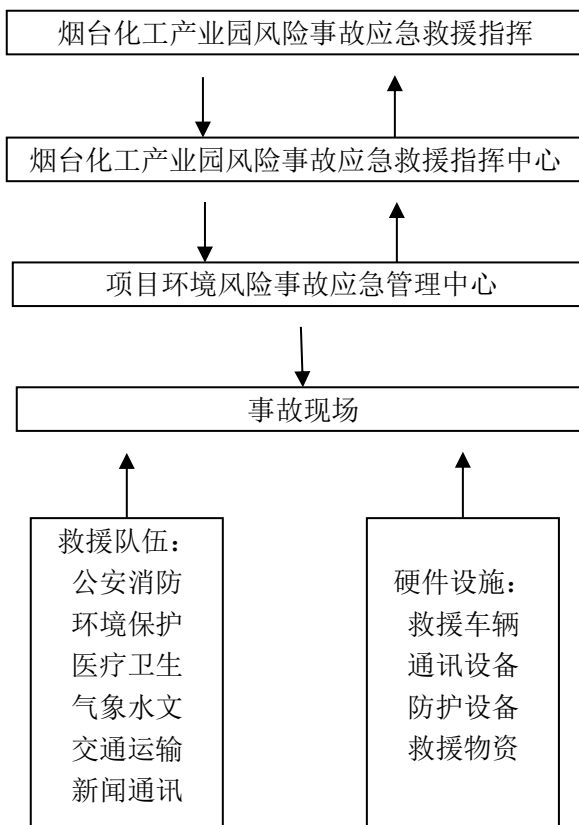 烟台化工产业园风险事故应急救援指挥
烟台化工产业园风险事故应急救援指挥中心
项目环境风险事故应急管理中心
事故现场
救援队伍：
公安消防
环境保护
医疗卫生
气象水文
交通运输
新闻通讯
硬件设施：
救援车辆
通讯设备
防护设备
救援物资